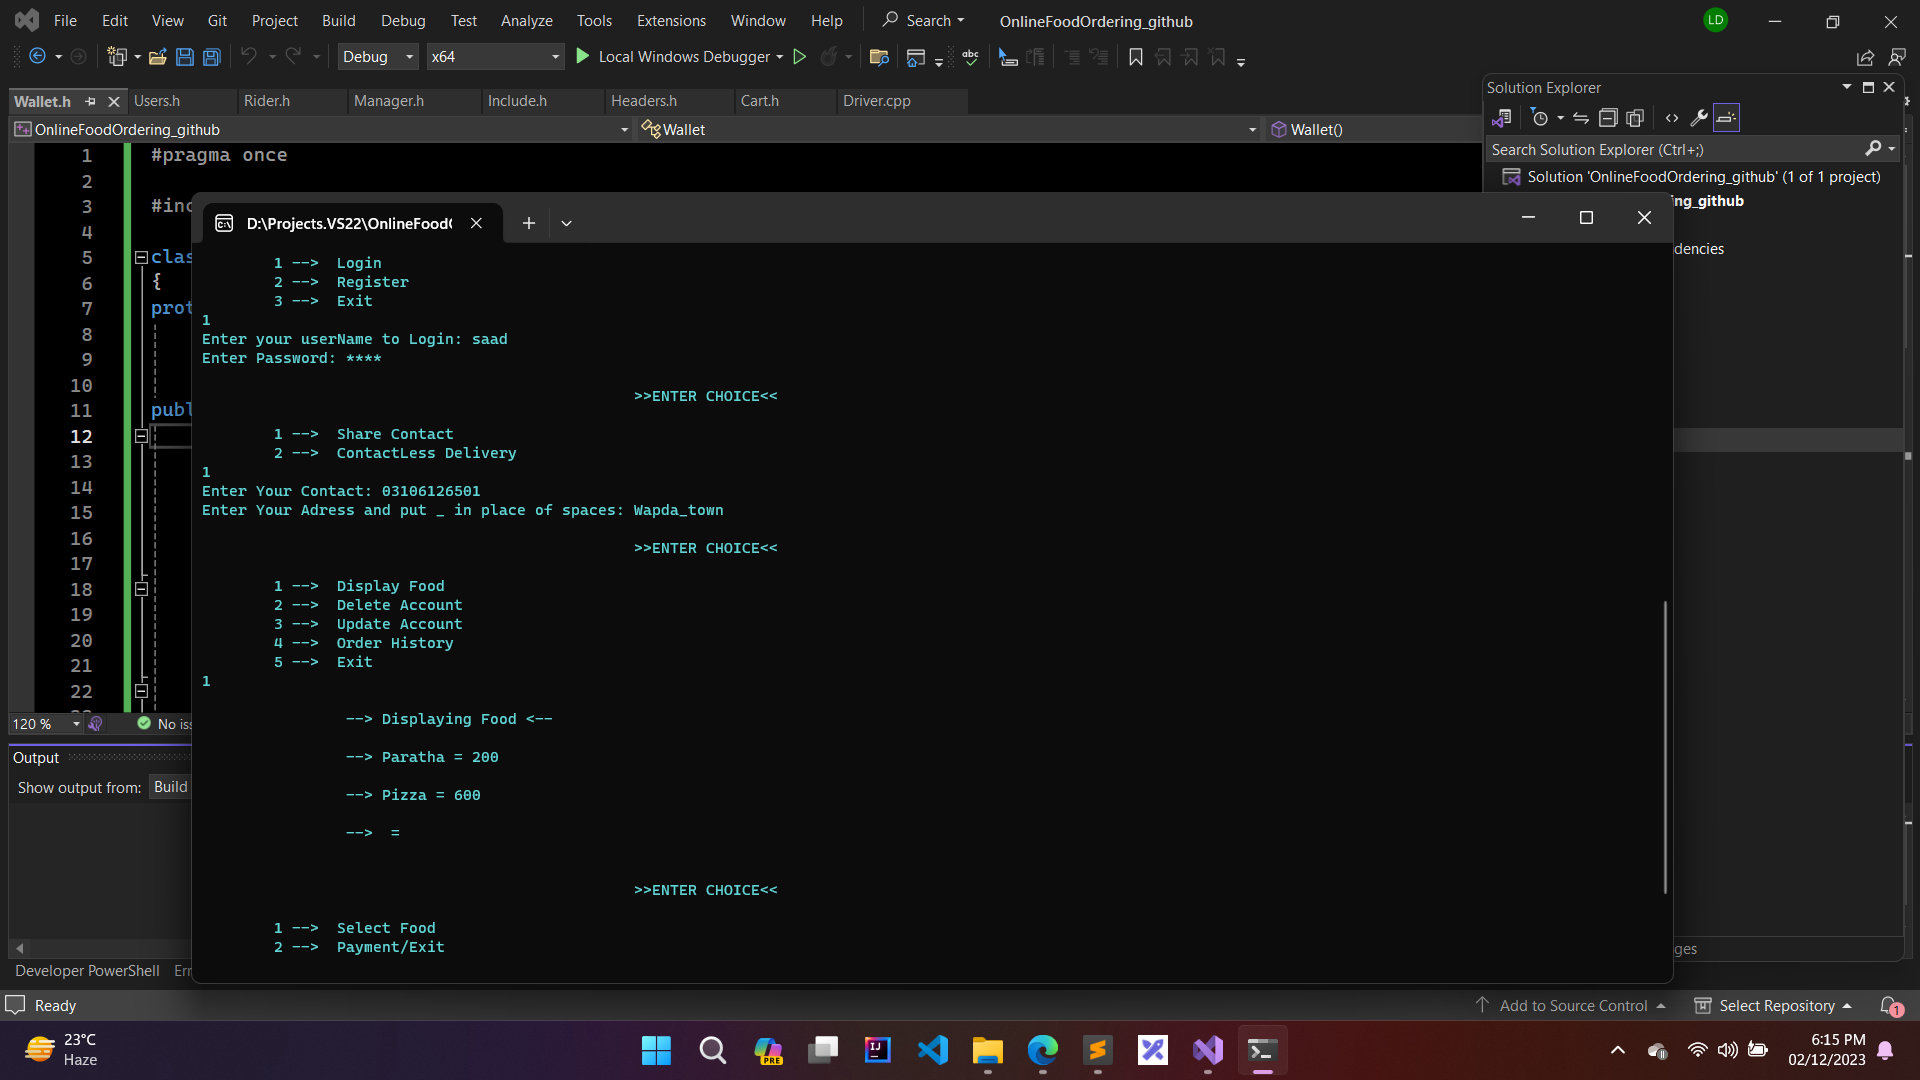 File Edit View Git Project Build Debug Test Analyze Tools Extensions Window Help Search OnlineFoodOrdering_github LD
Debug x64 Local Windows Debugger
Wallet.h Users.h Rider.h Manager.h Include.h Headers.h Cart.h Driver.cpp
OnlineFoodOrdering_github Wallet Wallet()
Solution Explorer
Search Solution Explorer (Ctrl+;)
Solution 'OnlineFoodOrdering_github' (1 of 1 project)
ng_github
dencies
1 #pragma once
2
3 #inc
4
5 clas
6 {
7 prot
8
9
10
11 publ
12
13
14
15
16
17
18
19
20
21
22
D:\Projects.VS22\OnlineFood
1 --> Login
2 --> Register
3 --> Exit
1
Enter your userName to Login: saad
Enter Password: ****
>>ENTER CHOICE<<
1 --> Share Contact
2 --> ContactLess Delivery
1
Enter Your Contact: 03106126501
Enter Your Adress and put _ in place of spaces: Wapda_town
>>ENTER CHOICE<<
1 --> Display Food
2 --> Delete Account
3 --> Update Account
4 --> Order History
5 --> Exit
1
--> Displaying Food <--
--> Paratha = 200
--> Pizza = 600
--> =
>>ENTER CHOICE<<
1 --> Select Food
2 --> Payment/Exit
120 % No iss
Output
Show output from: Build
ges
Developer PowerShell Err
Ready Add to Source Control Select Repository 1
23°C
Haze
PRE
IJ
6:15 PM
02/12/2023